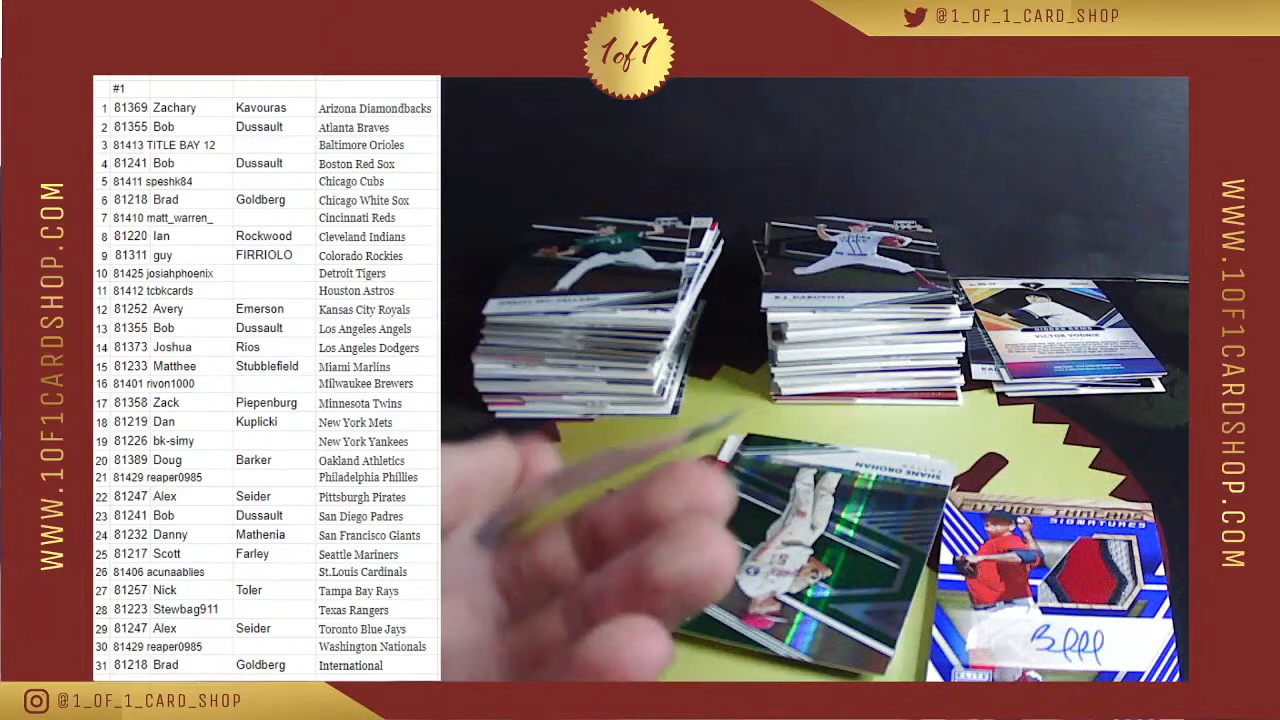 @1_OF_1_CARD_SHOP
1of1
#1
1 81369 Zachary Kavouras Arizona Diamondbacks
2 81355 Bob Dussault Atlanta Braves
3 81413 TITLE BAY 12 Baltimore Orioles
4 81241 Bob Dussault Boston Red Sox
5 81411 speshk84 Chicago Cubs
6 81218 Brad Goldberg Chicago White Sox
7 81410 matt_warren_ Cincinnati Reds
8 81220 Ian Rockwood Cleveland Indians
9 81311 guy FIRRIOLO Colorado Rockies
10 81425 josiahphoenix Detroit Tigers
11 81412 tcbkcards Houston Astros
12 81252 Avery Emerson Kansas City Royals
13 81355 Bob Dussault Los Angeles Angels
14 81373 Joshua Rios Los Angeles Dodgers
15 81233 Matthee Stubblefield Miami Marlins
16 81401 rivon1000 Milwaukee Brewers
17 81358 Zack Piepenburg Minnesota Twins
18 81219 Dan Kuplicki New York Mets
19 81226 bk-simy New York Yankees
20 81389 Doug Barker Oakland Athletics
21 81429 reaper0985 Philadelphia Phillies
22 81247 Alex Seider Pittsburgh Pirates
23 81241 Bob Dussault San Diego Padres
24 81232 Danny Mathenia San Francisco Giants
25 81217 Scott Farley Seattle Mariners
26 81406 acunaablies St.Louis Cardinals
27 81257 Nick Toler Tampa Bay Rays
28 81223 Stewbag911 Texas Rangers
29 81247 Alex Seider Toronto Blue Jays
30 81429 reaper0985 Washington Nationals
31 81218 Brad Goldberg International
WWW.1OF1CARDSHOP.COM
WWW.1OF1CARDSHOP.COM
VICTOR VODNIK
SHANE DROHAN
SIGNATURES
ELITE
@1_OF_1_CARD_SHOP